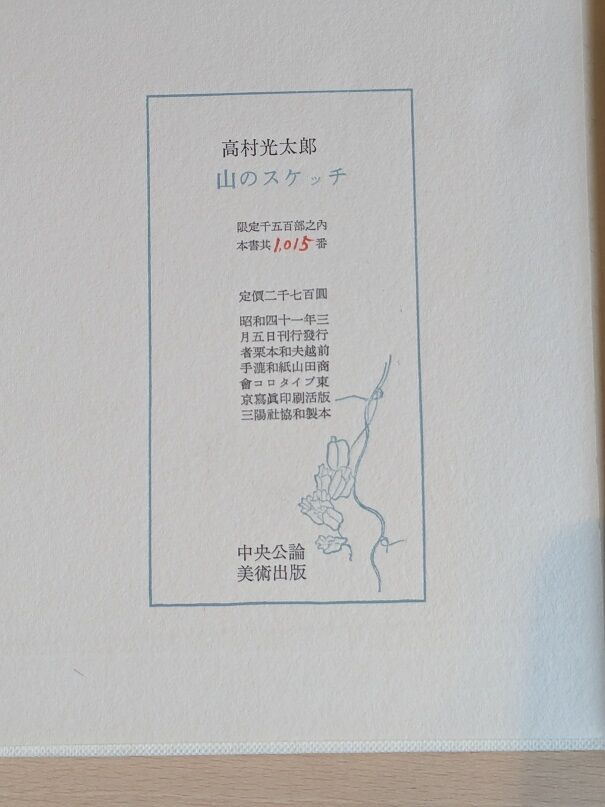 高村光太郎
山のスケッチ
限定千五百部之內
本書其1,015番
定價二千七百圓
昭和四十一年三
月五日刊行發行
者栗本和夫越前
手漉和紙山田商
會コロタイプ東
京寫眞印刷活版
三陽社協和製本
中央公論
美術出版